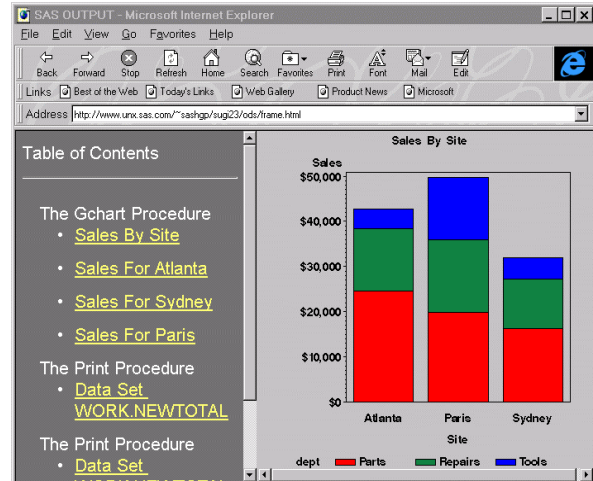 SAS OUTPUT - Microsoft Internet Explorer
File Edit View Go Favorites Help
Back Forward Stop Refresh Home Search Favorites Print Font Mail Edit
Links Best of the Web Today's Links Web Gallery Product News Microsoft
Address http://www.unx.sas.com/~sashgp/sugi23/ods/frame.html
Table of Contents
The Gchart Procedure
• Sales By Site
• Sales For Atlanta
• Sales For Sydney
• Sales For Paris
The Print Procedure
• Data Set
WORK.NEWTOTAL
The Print Procedure
• Data Set
Sales By Site
Sales
$50,000
$40,000
$30,000
$20,000
$10,000
$0
Atlanta Paris Sydney
Site
dept Parts Repairs Tools